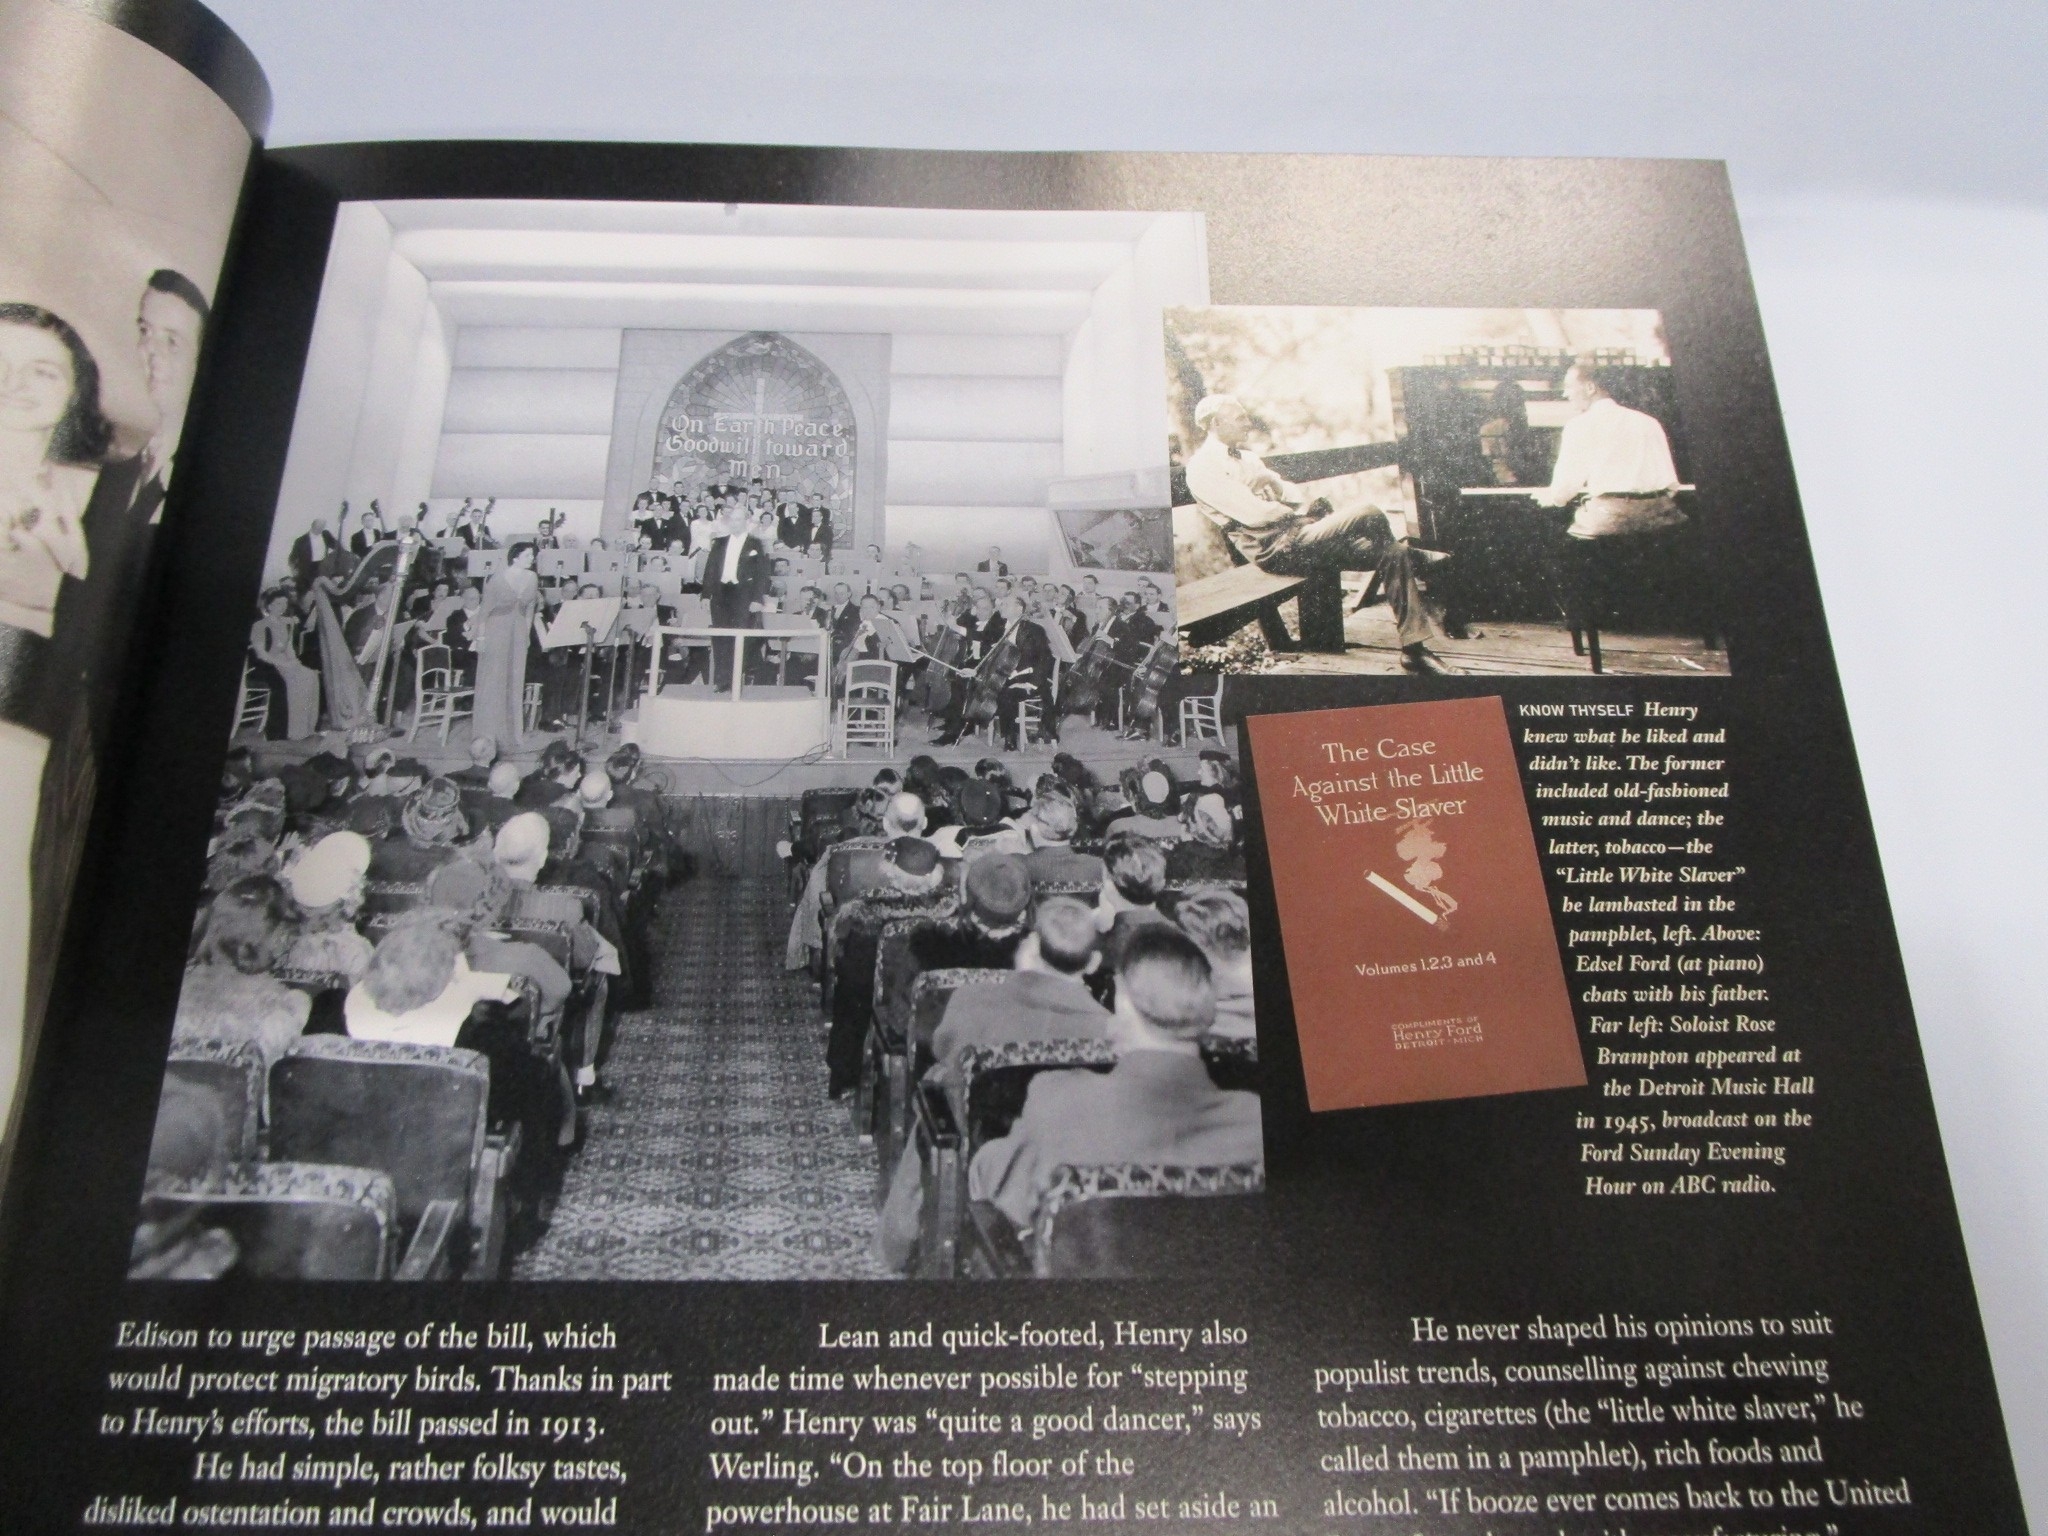 On Earth Peace
Goodwill toward
Men
The Case
Against the Little
White Slaver
Volumes 1,2,3 and 4
COMPLIMENTS OF
Henry Ford
DETROIT - MICH
KNOW THYSELF Henry
knew what he liked and
didn't like. The former
included old-fashioned
music and dance; the
latter, tobacco—the
"Little White Slaver"
he lambasted in the
pamphlet, left. Above:
Edsel Ford (at piano)
chats with his father.
Far left: Soloist Rose
Brampton appeared at
the Detroit Music Hall
in 1945, broadcast on the
Ford Sunday Evening
Hour on ABC radio.
Edison to urge passage of the bill, which
would protect migratory birds. Thanks in part
to Henry's efforts, the bill passed in 1913.
He had simple, rather folksy tastes,
disliked ostentation and crowds, and would
Lean and quick-footed, Henry also
made time whenever possible for "stepping
out." Henry was "quite a good dancer," says
Werling. "On the top floor of the
powerhouse at Fair Lane, he had set aside an
He never shaped his opinions to suit
populist trends, counselling against chewing
tobacco, cigarettes (the "little white slaver," he
called them in a pamphlet), rich foods and
alcohol. "If booze ever comes back to the United